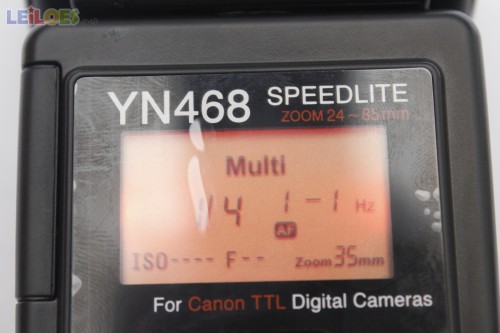 LEiLOES
YN468 SPEEDLITE
ZOOM 24~85mm
Multi
1/4 1-1 Hz
AF
ISO---- F-- Zoom 35mm
For Canon TTL Digital Cameras